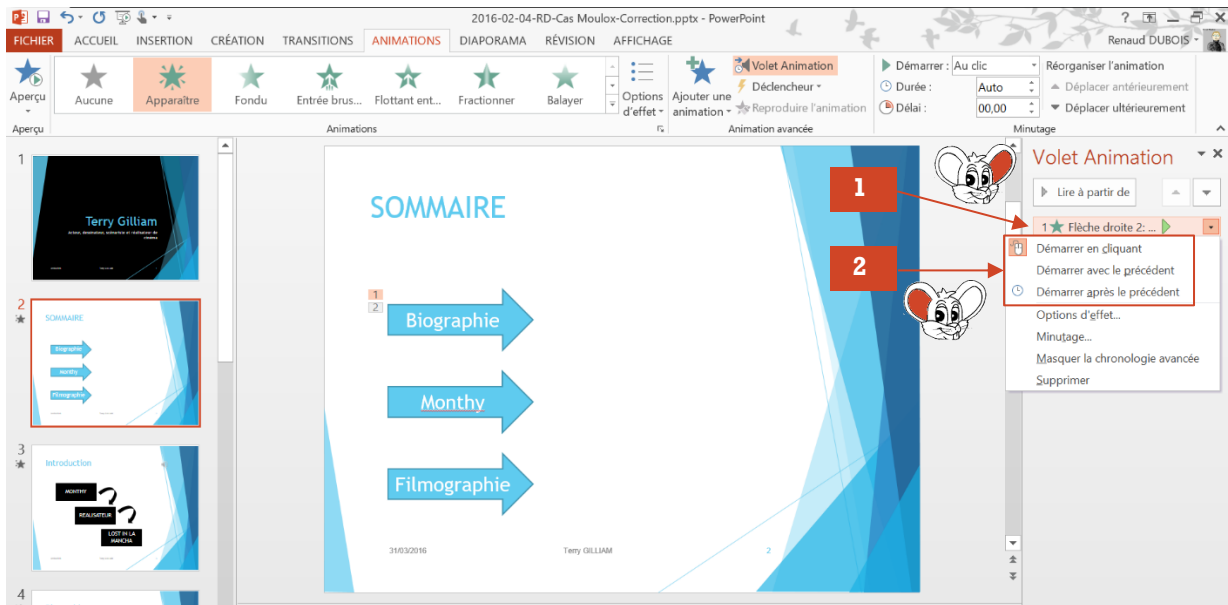 2016-02-04-RD-Cas Moulox-Correction.pptx - PowerPoint
FICHIER ACCUEIL INSERTION CRÉATION TRANSITIONS ANIMATIONS DIAPORAMA RÉVISION AFFICHAGE Renaud DUBOIS
Aperçu
Aucune Apparaître Fondu Entrée brus... Flottant ent... Fractionner Balayer
Options d'effet
Ajouter une animation
Volet Animation
Déclencheur
Reproduire l'animation
Démarrer : Au clic
Durée : Auto
Délai : 00,00
Réorganiser l'animation
Déplacer antérieurement
Déplacer ultérieurement
Aperçu Animations Animation avancée Minutage
1
Terry Gilliam
2
SOMMAIRE
Biographie
Monthy
Filmographie
3
Introduction
MONTHY
REALISATEUR
LOST IN LA
MANCHA
4
SOMMAIRE
1
2
Biographie
Monthy
Filmographie
31/03/2016 Terry GILLIAM 2
1
2
Volet Animation
Lire à partir de
1 Flèche droite 2: ...
Démarrer en cliquant
Démarrer avec le précédent
Démarrer après le précédent
Options d'effet...
Minutage...
Masquer la chronologie avancée
Supprimer